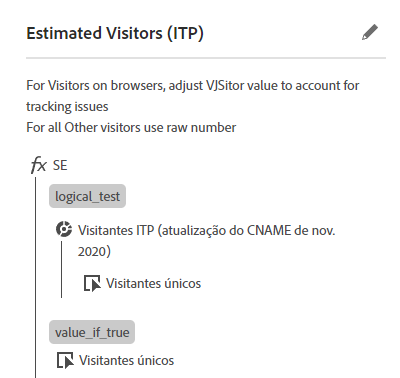 Estimated Visitors (ITP)
For Visitors on browsers, adjust VJSitor value to account for
tracking issues
For all Other visitors use raw number
fx SE
logical_test
Visitantes ITP (atualização do CNAME de nov.
2020)
Visitantes únicos
value_if_true
Visitantes únicos